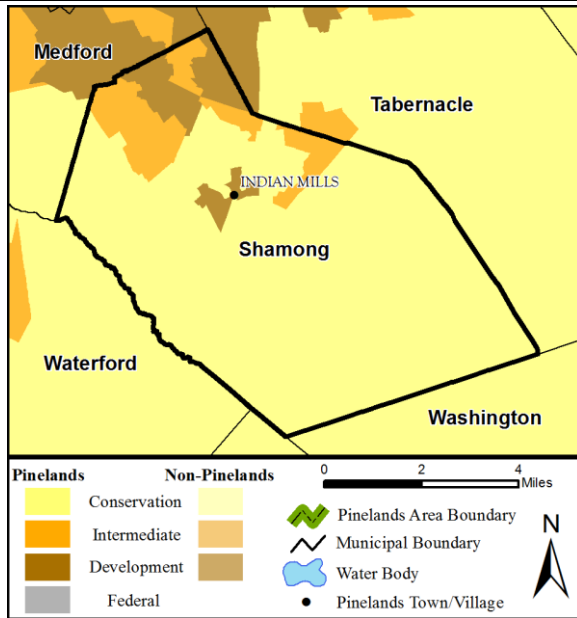 Medford
Tabernacle
INDIAN MILLS
Shamong
Waterford
Washington
Pinelands Non-Pinelands
Conservation
Intermediate
Development
Federal
0 2 4
Miles
Pinelands Area Boundary
Municipal Boundary
Water Body
Pinelands Town/Village
N